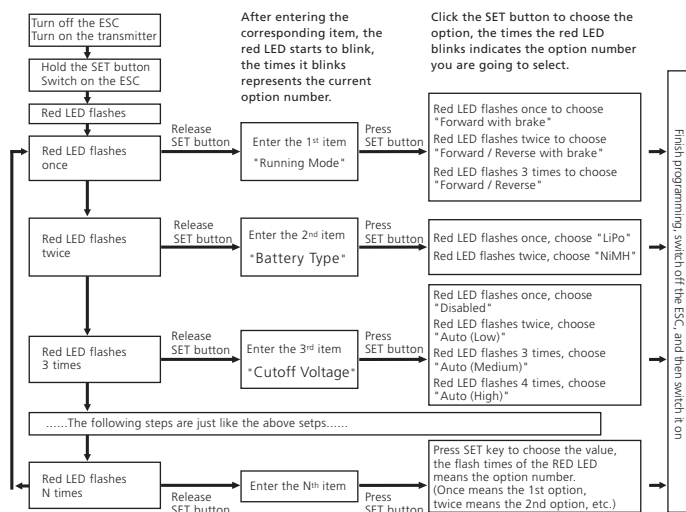 Turn off the ESC
Turn on the transmitter
Hold the SET button
Switch on the ESC
Red LED flashes
After entering the
corresponding item, the
red LED starts to blink,
the times it blinks
represents the current
option number.
Click the SET button to choose the
option, the times the red LED
blinks indicates the option number
you are going to select.
Red LED flashes
once
Release
SET button
Enter the 1st item
"Running Mode"
Press
SET button
Red LED flashes once to choose
"Forward with brake"
Red LED flashes twice to choose
"Forward / Reverse with brake"
Red LED flashes 3 times to choose
"Forward / Reverse"
Red LED flashes
twice
Release
SET button
Enter the 2nd item
"Battery Type"
Press
SET button
Red LED flashes once, choose "LiPo"
Red LED flashes twice, choose "NiMH"
Red LED flashes
3 times
Release
SET button
Enter the 3rd item
"Cutoff Voltage"
Press
SET button
Red LED flashes once, choose
"Disabled"
Red LED flashes twice, choose
"Auto (Low)"
Red LED flashes 3 times, choose
"Auto (Medium)"
Red LED flashes 4 times, choose
"Auto (High)"
......The following steps are just like the above setps......
Red LED flashes
N times
Release
SET button
Enter the Nth item
Press
SET button
Press SET key to choose the value,
the flash times of the RED LED
means the option number.
(Once means the 1st option,
twice means the 2nd option, etc.)
Finish programming, switch off the ESC, and then switch it on